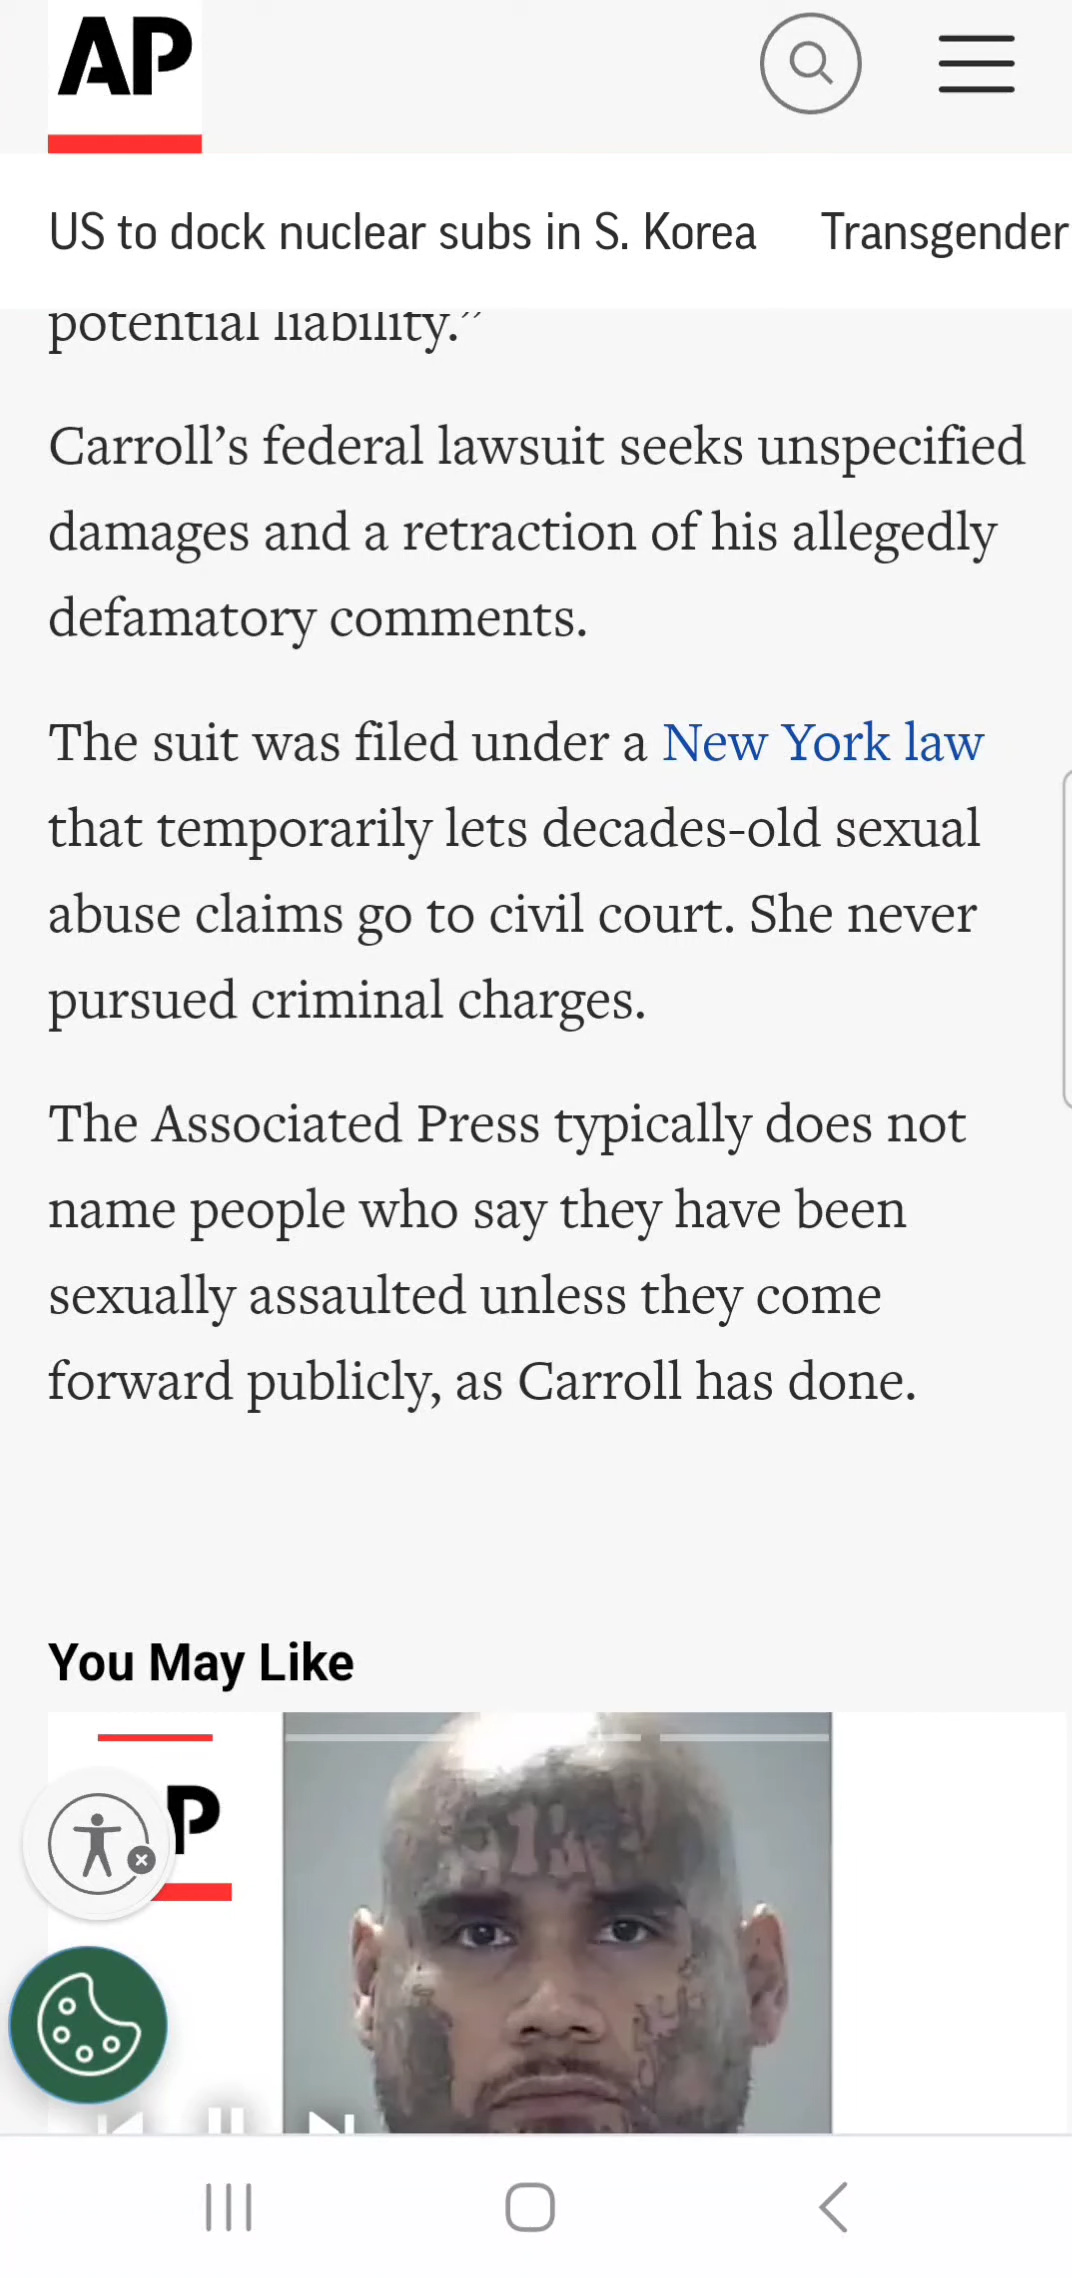 AP
US to dock nuclear subs in S. Korea Transgender
potential liability.”
Carroll’s federal lawsuit seeks unspecified
damages and a retraction of his allegedly
defamatory comments.
The suit was filed under a New York law
that temporarily lets decades-old sexual
abuse claims go to civil court. She never
pursued criminal charges.
The Associated Press typically does not
name people who say they have been
sexually assaulted unless they come
forward publicly, as Carroll has done.
You May Like
P